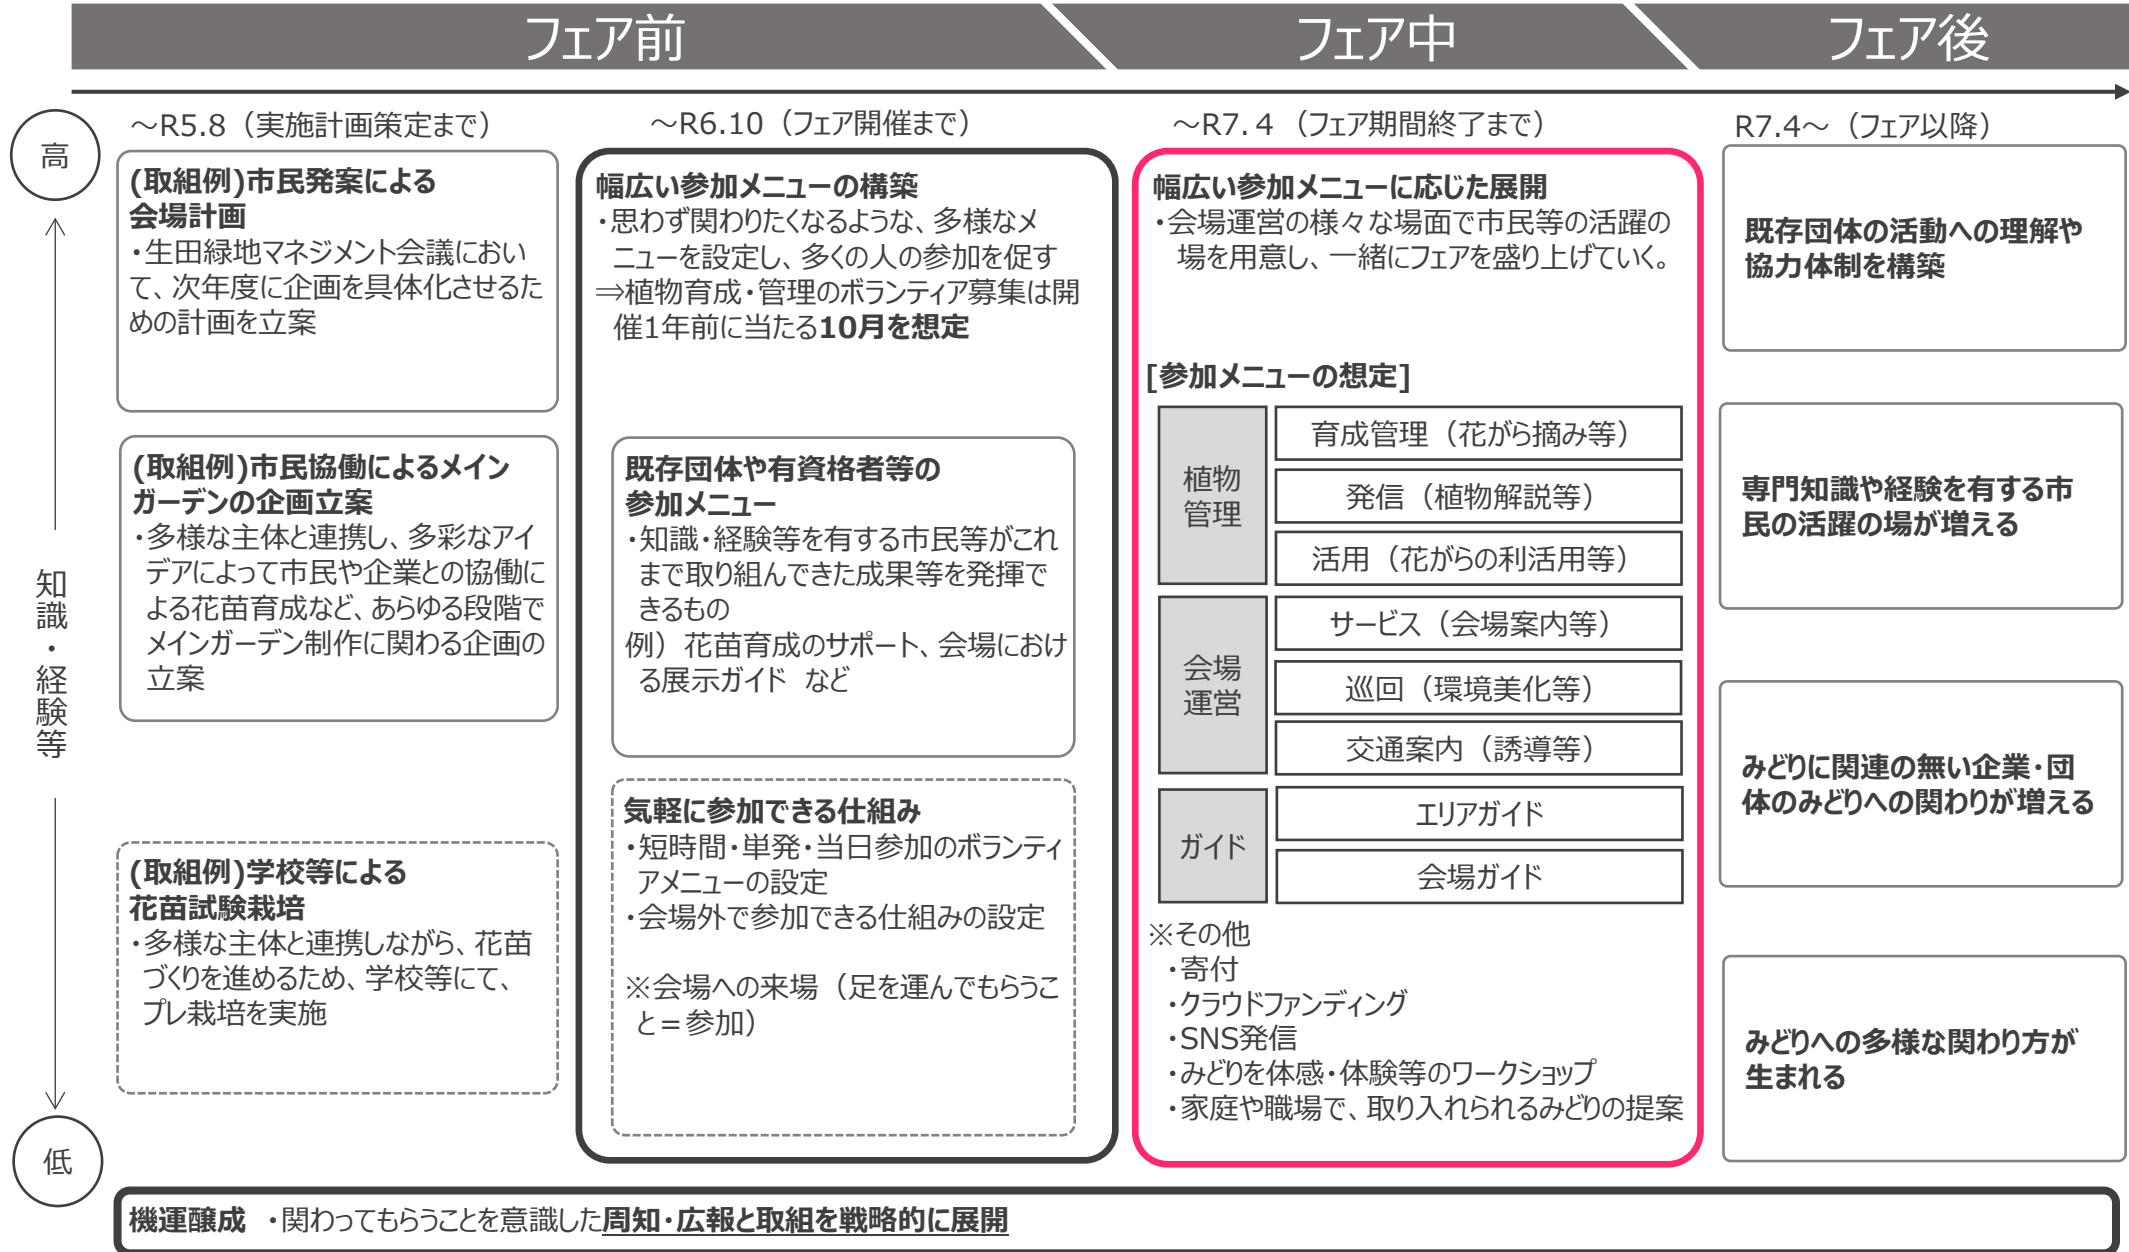 フェア前
フェア中
フェア後
～R5.8（実施計画策定まで）
～R6.10（フェア開催まで）
～R7.４（フェア期間終了まで）
R7.4～（フェア以降）
高
知識・経験等
低
(取組例)市民発案による
会場計画
・生田緑地マネジメント会議におい
て、次年度に企画を具体化させるた
めの計画を立案
(取組例)市民協働によるメイン
ガーデンの企画立案
・多様な主体と連携し、多彩なアイ
デアによって市民や企業との協働に
よる花苗育成など、あらゆる段階で
メインガーデン制作に関わる企画の
立案
(取組例)学校等による
花苗試験栽培
・多様な主体と連携しながら、花苗
づくりを進めるため、学校等にて、
プレ栽培を実施
幅広い参加メニューの構築
・思わず関わりたくなるような、多様なメ
ニューを設定し、多くの人の参加を促す
⇒植物育成・管理のボランティア募集は開
催1年前に当たる10月を想定
既存団体や有資格者等の
参加メニュー
・知識・経験等を有する市民等がこれ
まで取り組んできた成果等を発揮で
きるもの
例）花苗育成のサポート、会場におけ
る展示ガイド など
気軽に参加できる仕組み
・短時間・単発・当日参加のボランティ
アメニューの設定
・会場外で参加できる仕組みの設定
※会場への来場（足を運んでもらうこ
と＝参加）
幅広い参加メニューに応じた展開
・会場運営の様々な場面で市民等の活躍の
場を用意し、一緒にフェアを盛り上げていく。
[参加メニューの想定]
植物
管理
育成管理（花がら摘み等）
発信（植物解説等）
活用（花がらの利活用等）
会場
運営
サービス（会場案内等）
巡回（環境美化等）
交通案内（誘導等）
ガイド
エリアガイド
会場ガイド
※その他
・寄付
・クラウドファンディング
・SNS発信
・みどりを体感・体験等のワークショップ
・家庭や職場で、取り入れられるみどりの提案
既存団体の活動への理解や
協力体制を構築
専門知識や経験を有する市
民の活躍の場が増える
みどりに関連の無い企業・団
体のみどりへの関わりが増える
みどりへの多様な関わり方が
生まれる
機運醸成 ・関わってもらうことを意識した周知・広報と取組を戦略的に展開